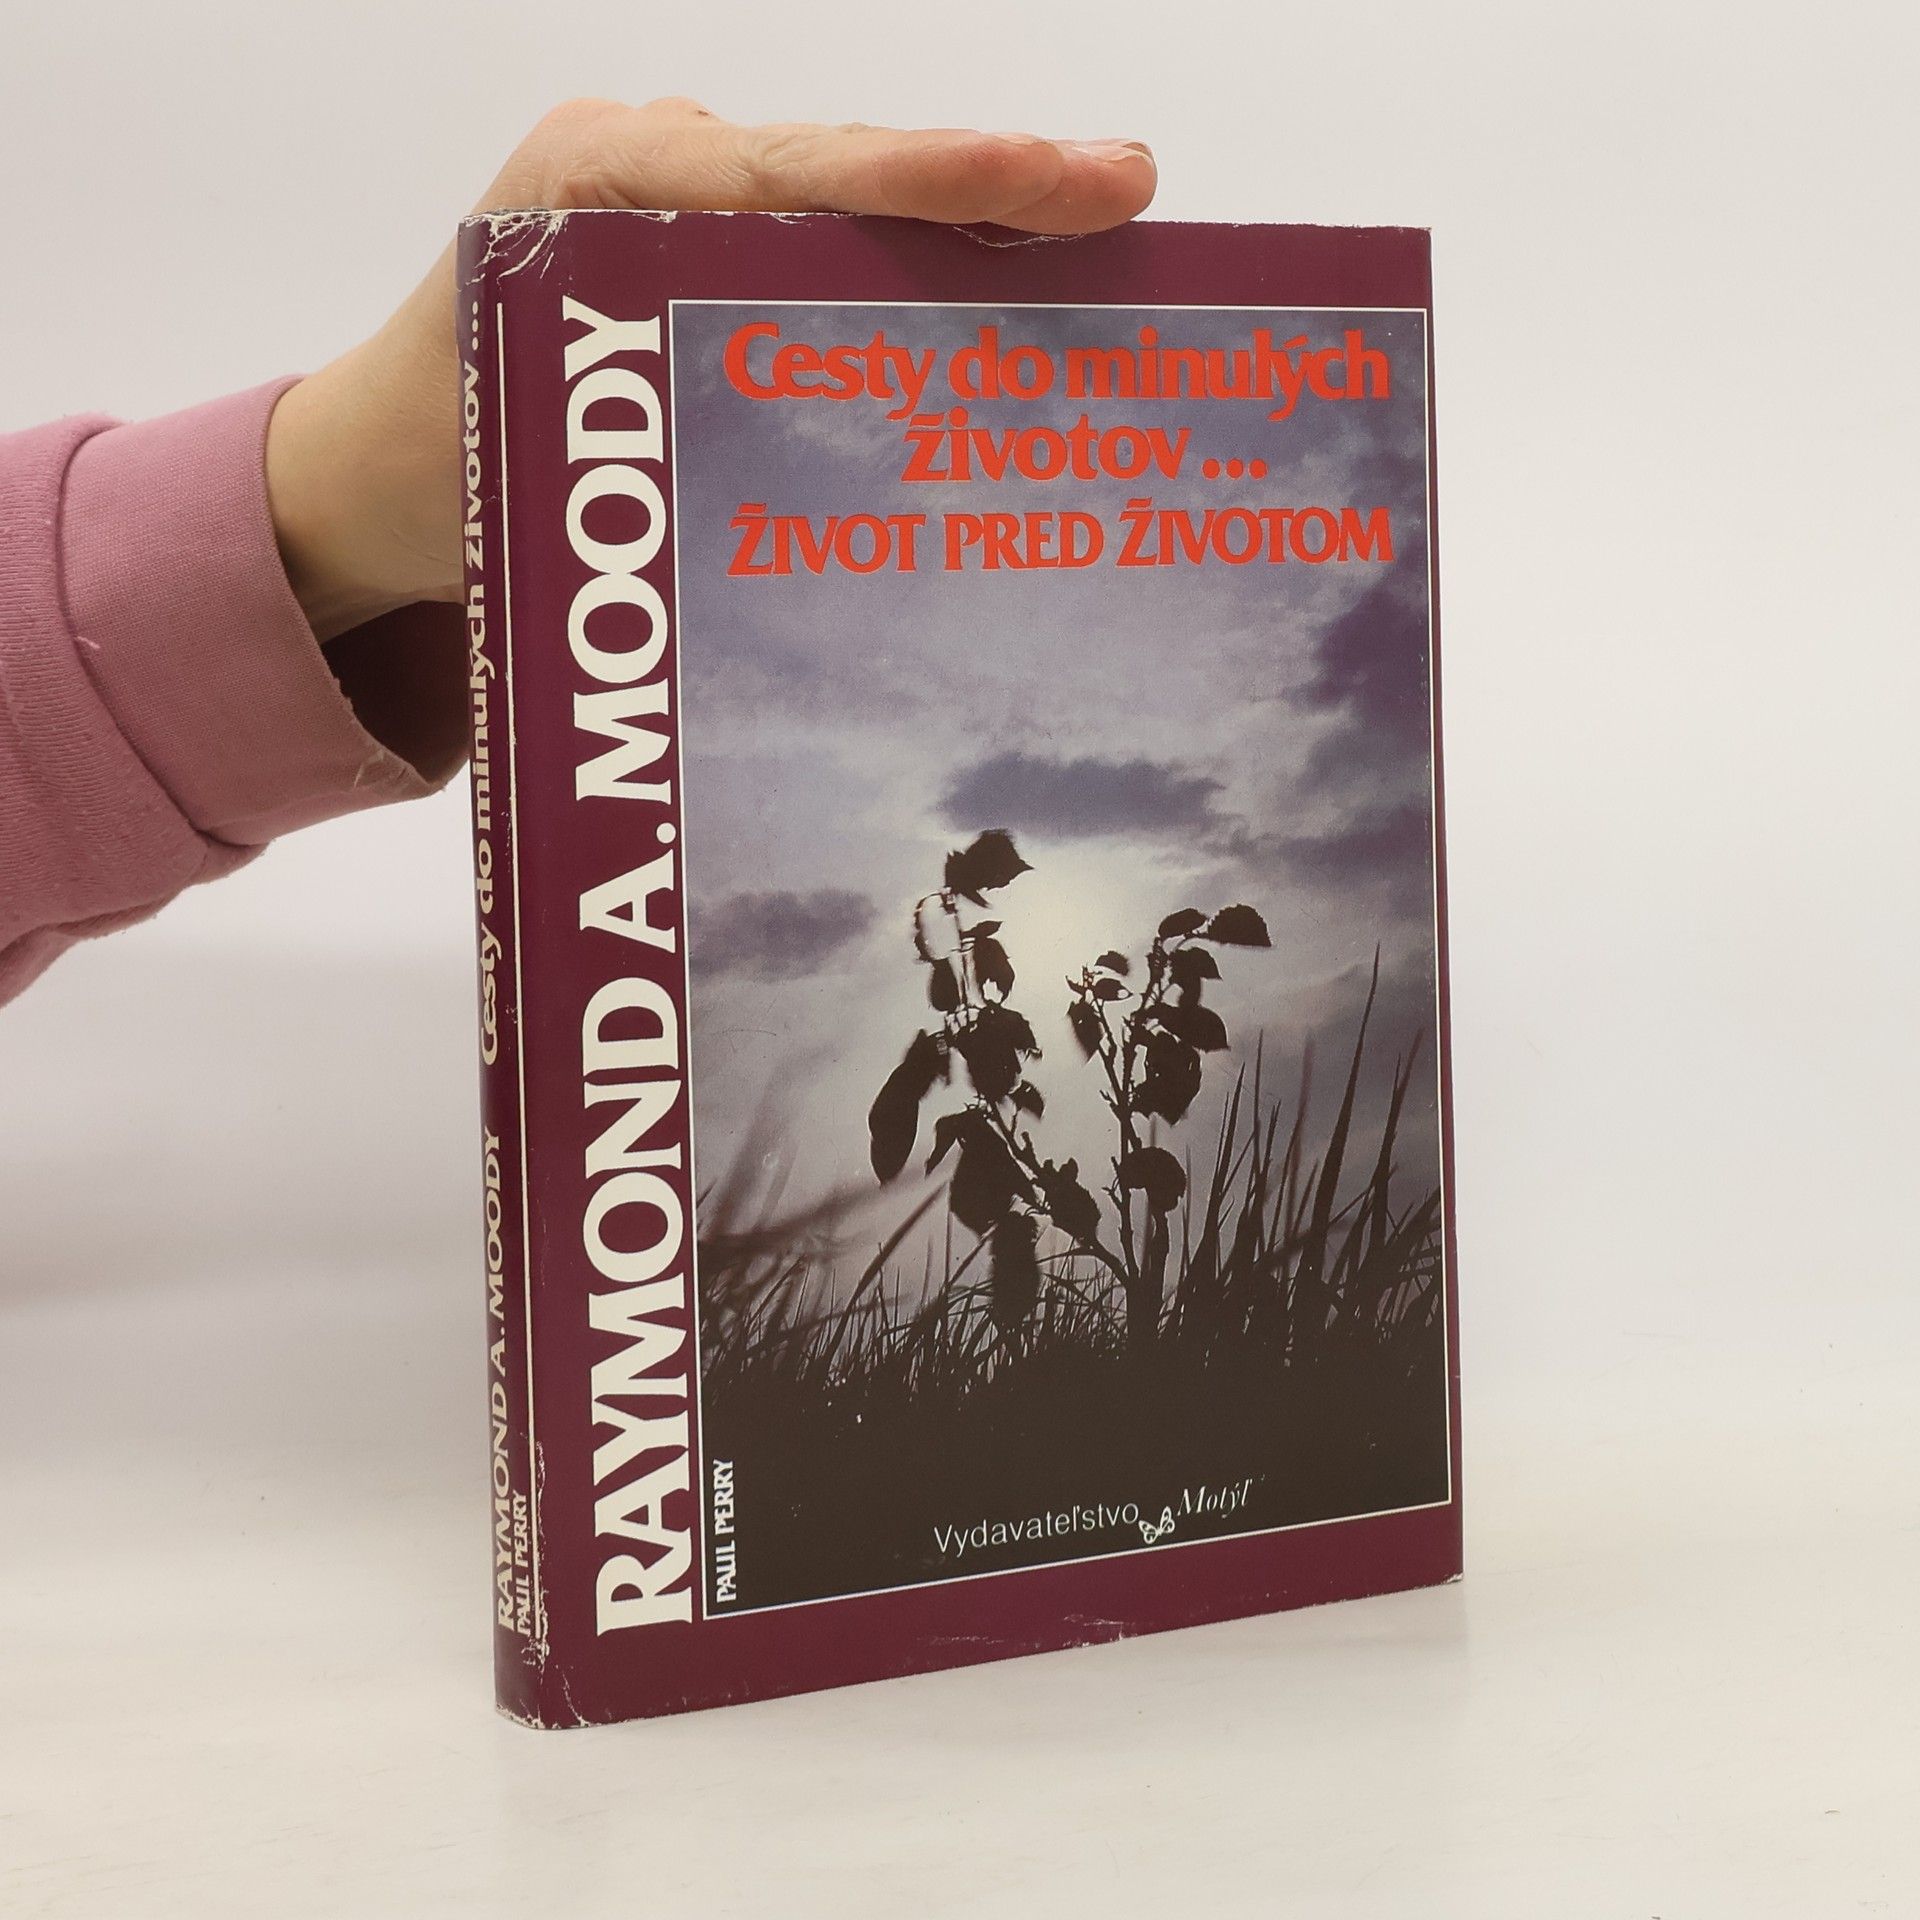 Cesty do minulých
životov...
ŽIVOT PRED ŽIVOTOM
RAYMOND A. MOODY
PAUL PERRY
Vydavateľstvo Motýľ
RAYMOND A. MOODY Cesty do minulých životov...
PAUL PERRY